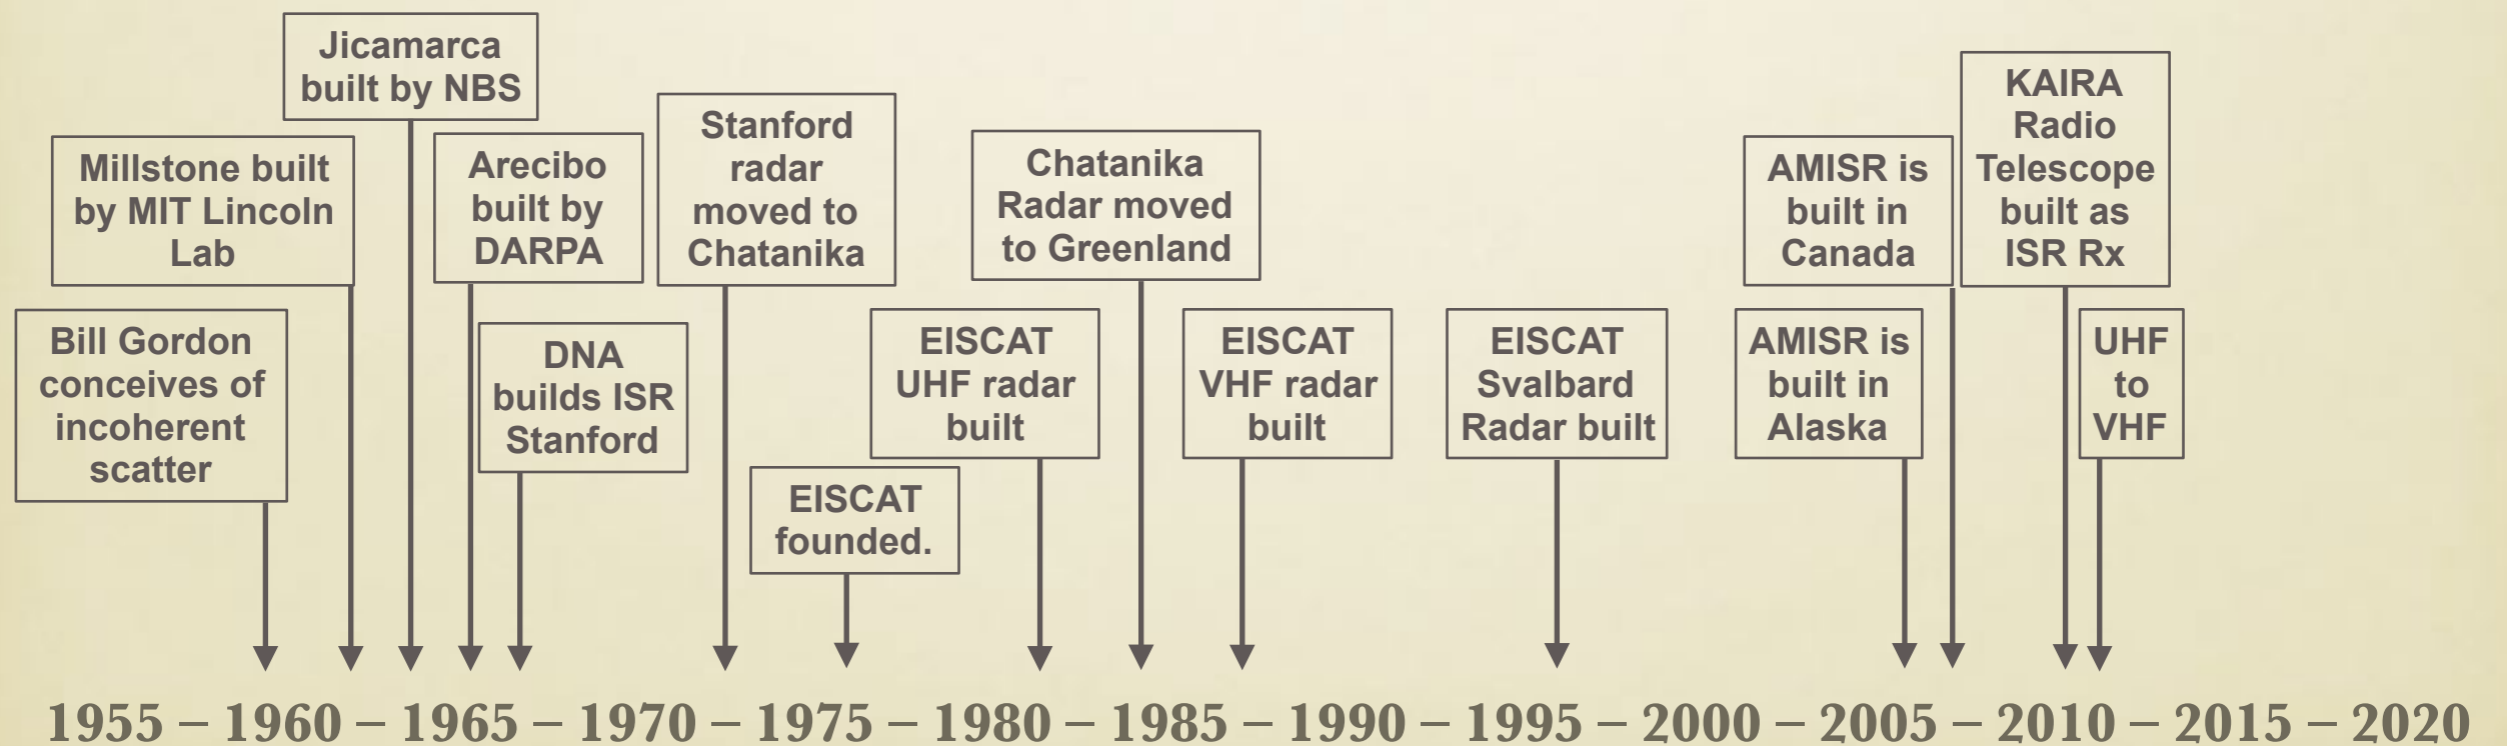 Jicamarca
built by NBS
Millstone built
by MIT Lincoln
Lab
Arecibo
built by
DARPA
Stanford
radar
moved to
Chatanika
Chatanika
Radar moved
to Greenland
AMISR is
built in
Canada
KAIRA
Radio
Telescope
built as
ISR Rx
Bill Gordon
conceives of
incoherent
scatter
DNA
builds ISR
Stanford
EISCAT
founded.
EISCAT
UHF radar
built
EISCAT
VHF radar
built
EISCAT
Svalbard
Radar built
AMISR is
built in
Alaska
UHF
to
VHF
1955 – 1960 – 1965 – 1970 – 1975 – 1980 – 1985 – 1990 – 1995 – 2000 – 2005 – 2010 – 2015 – 2020